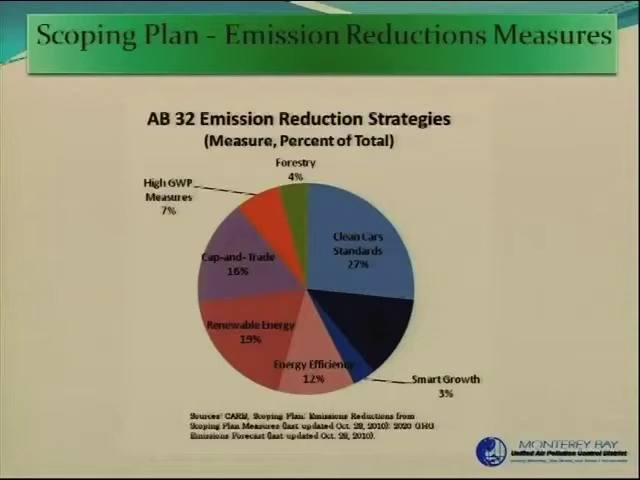 Scoping Plan - Emission Reductions Measures
AB 32 Emission Reduction Strategies
(Measure, Percent of Total)
Forestry
4%
High GWP
Measures
7%
Clean Cars
Standards
27%
Cap-and-Trade
16%
Renewable Energy
19%
Energy Efficiency
12%
Smart Growth
3%
Sources: CARB, Scoping Plan: Emissions Reductions from
Scoping Plan Measures (last updated Oct. 28, 2010); 2020 GHG
Emissions Forecast (last updated Oct. 28, 2010).
MONTEREY BAY
Unified Air Pollution Control District